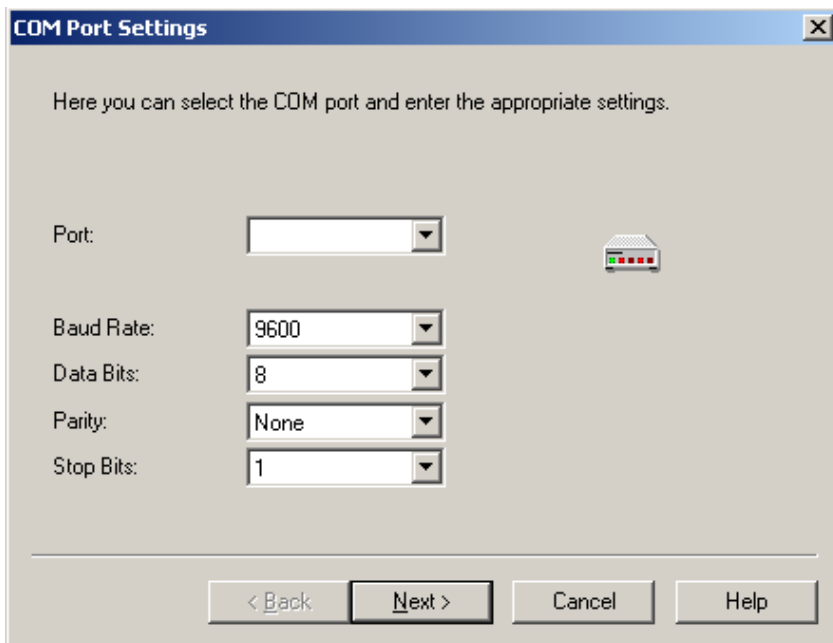 COM Port Settings
Here you can select the COM port and enter the appropriate settings.
Port:
Baud Rate: 9600
Data Bits: 8
Parity: None
Stop Bits: 1
< Back Next > Cancel Help